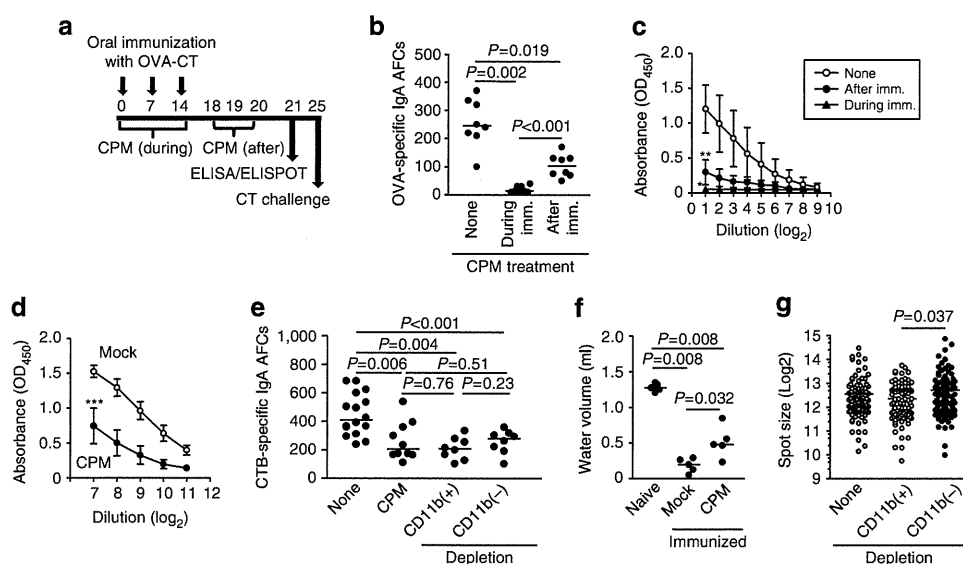 a
Oral immunization
with OVA-CT
0 7 14 18 19 20 21 25
CPM (during) CPM (after)
ELISA/ELISPOT
CT challenge
b
OVA-specific IgA AFCs
500
400
300
200
100
0
P=0.019
P=0.002
P<0.001
None
During
imm.
After
imm.
CPM treatment
c
Absorbance (OD450)
2.0
1.5
1.0
0.5
0
**
*
0 1 2 3 4 5 6 7 8 9 10
Dilution (log2)
None
After imm.
During imm.
d
Absorbance (OD450)
2.0
1.5
1.0
0.5
0
Mock
***
CPM
7 8 9 10 11 12
Dilution (log2)
e
CTB-specific IgA AFCs
1,000
800
600
400
200
0
P<0.001
P=0.004
P=0.006
P=0.51
P=0.76
P=0.23
None
CPM
CD11b(+)
CD11b(−)
Depletion
f
Water volume (ml)
2.0
1.5
1.0
0.5
0
P=0.008
P=0.008
P=0.032
Naive
Mock
CPM
Immunized
g
Spot size (Log2)
15
14
13
12
11
10
9
P=0.037
None
CD11b(+)
CD11b(−)
Depletion